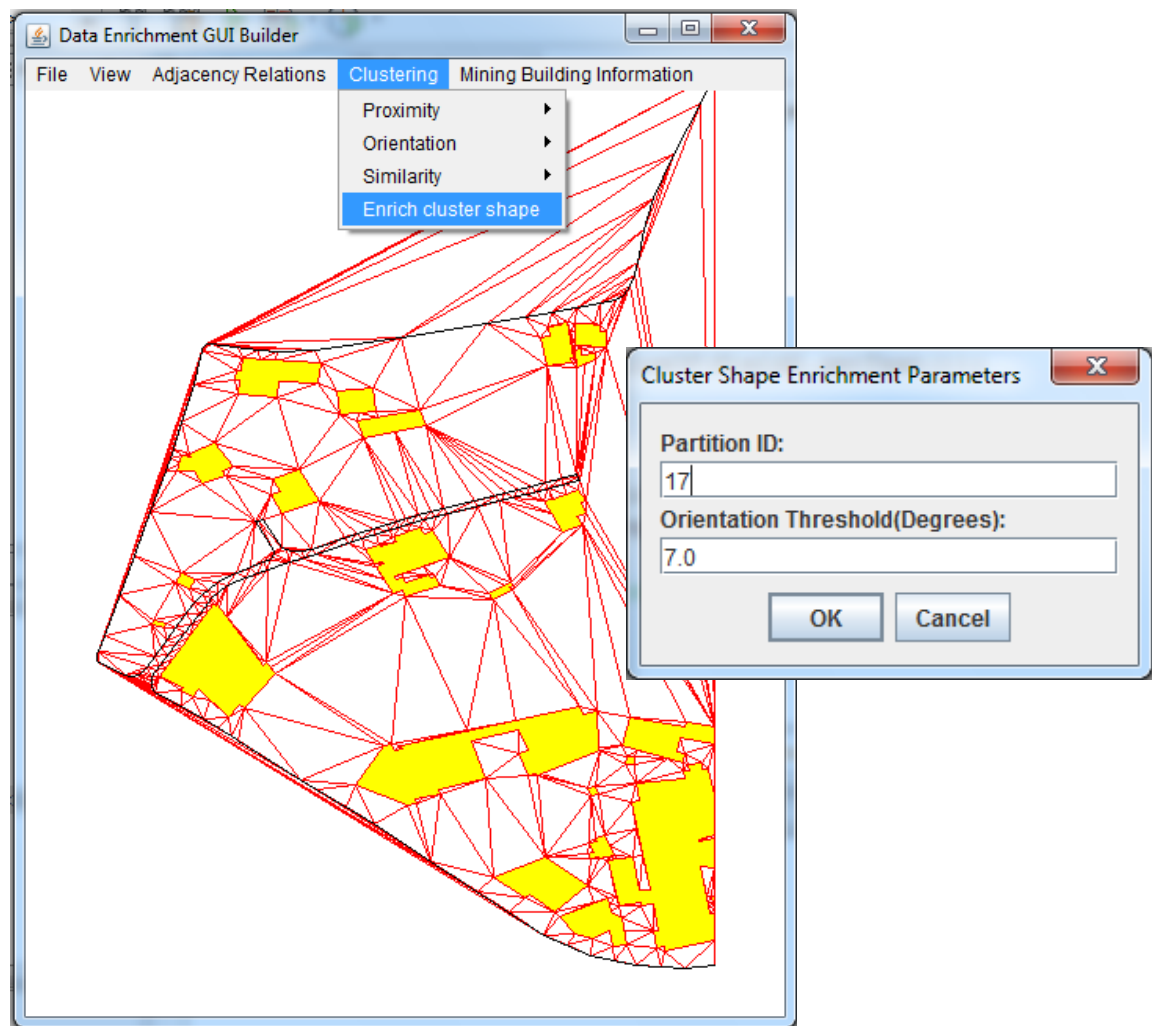 Data Enrichment GUI Builder
File View Adjacency Relations Clustering Mining Building Information
Proximity
Orientation
Similarity
Enrich cluster shape
Cluster Shape Enrichment Parameters
Partition ID:
17
Orientation Threshold(Degrees):
7.0
OK Cancel